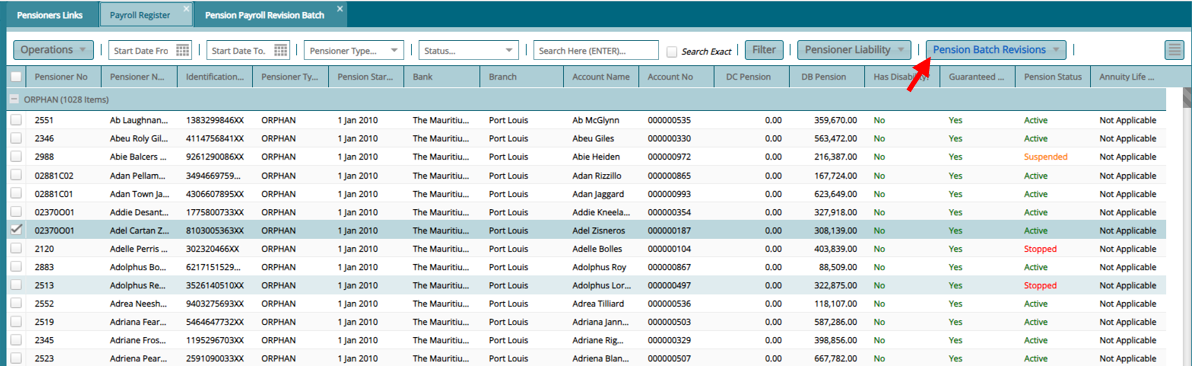 Pensioners Links Payroll Register × Pension Payroll Revision Batch ×
Operations Start Date Fro Start Date To. Pensioner Type... Status... Search Here (ENTER)... Search Exact Filter Pensioner Liability Pension Batch Revisions
Pensioner No Pensioner N... Identification... Pensioner Ty... Pension Star... Bank Branch Account Name Account No DC Pension DB Pension Has Disability? Guaranteed ... Pension Status Annuity Life ...
ORPHAN (1028 Items)
2551 Ab Laughnan... 1383299846XX ORPHAN 1 Jan 2010 The Mauritiu... Port Louis Ab McGlynn 000000535 0.00 359,670.00 No Yes Active Not Applicable
2346 Abeu Roly Gil... 4114756841XX ORPHAN 1 Jan 2010 The Mauritiu... Port Louis Abeu Giles 000000330 0.00 563,472.00 No Yes Active Not Applicable
2988 Abie Balcers ... 9261290086XX ORPHAN 1 Jan 2010 The Mauritiu... Port Louis Abie Heiden 000000972 0.00 216,387.00 No Yes Suspended Not Applicable
02881C02 Adan Pellam... 3494669759... ORPHAN 1 Jan 2010 The Mauritiu... Port Louis Adan Rizzillo 000000865 0.00 167,724.00 No Yes Active Not Applicable
02881C01 Adan Town Ja... 4306607895XX ORPHAN 1 Jan 2010 The Mauritiu... Port Louis Adan Jaggard 000000993 0.00 623,649.00 No Yes Active Not Applicable
02370O01 Addie Desant... 1775800733XX ORPHAN 1 Jan 2010 The Mauritiu... Port Louis Addie Kneela... 000000354 0.00 327,918.00 No Yes Active Not Applicable
02370O01 Adel Cartan Z... 8103005363XX ORPHAN 1 Jan 2010 The Mauritiu... Port Louis Adel Zisneros 000000187 0.00 308,139.00 No Yes Active Not Applicable
2120 Adelle Perris ... 302320466XX ORPHAN 1 Jan 2010 The Mauritiu... Port Louis Adelle Bolles 000000104 0.00 403,839.00 No Yes Stopped Not Applicable
2883 Adolphus Bo... 6217151529... ORPHAN 1 Jan 2010 The Mauritiu... Port Louis Adolphus Roy 000000867 0.00 88,509.00 No Yes Active Not Applicable
2513 Adolphus Re... 3526140510XX ORPHAN 1 Jan 2010 The Mauritiu... Port Louis Adolphus Lor... 000000497 0.00 322,875.00 No Yes Stopped Not Applicable
2552 Adrea Neesh... 9403275693XX ORPHAN 1 Jan 2010 The Mauritiu... Port Louis Adrea Tilliard 000000536 0.00 118,107.00 No Yes Active Not Applicable
2519 Adriana Fear... 5464647732XX ORPHAN 1 Jan 2010 The Mauritiu... Port Louis Adriana Jann... 000000503 0.00 587,286.00 No Yes Active Not Applicable
2345 Adriane Fros... 1195296703XX ORPHAN 1 Jan 2010 The Mauritiu... Port Louis Adriane Rig... 000000329 0.00 398,856.00 No Yes Active Not Applicable
2523 Adriena Pear... 2591090033XX ORPHAN 1 Jan 2010 The Mauritiu... Port Louis Adriena Blan... 000000507 0.00 667,782.00 No Yes Active Not Applicable